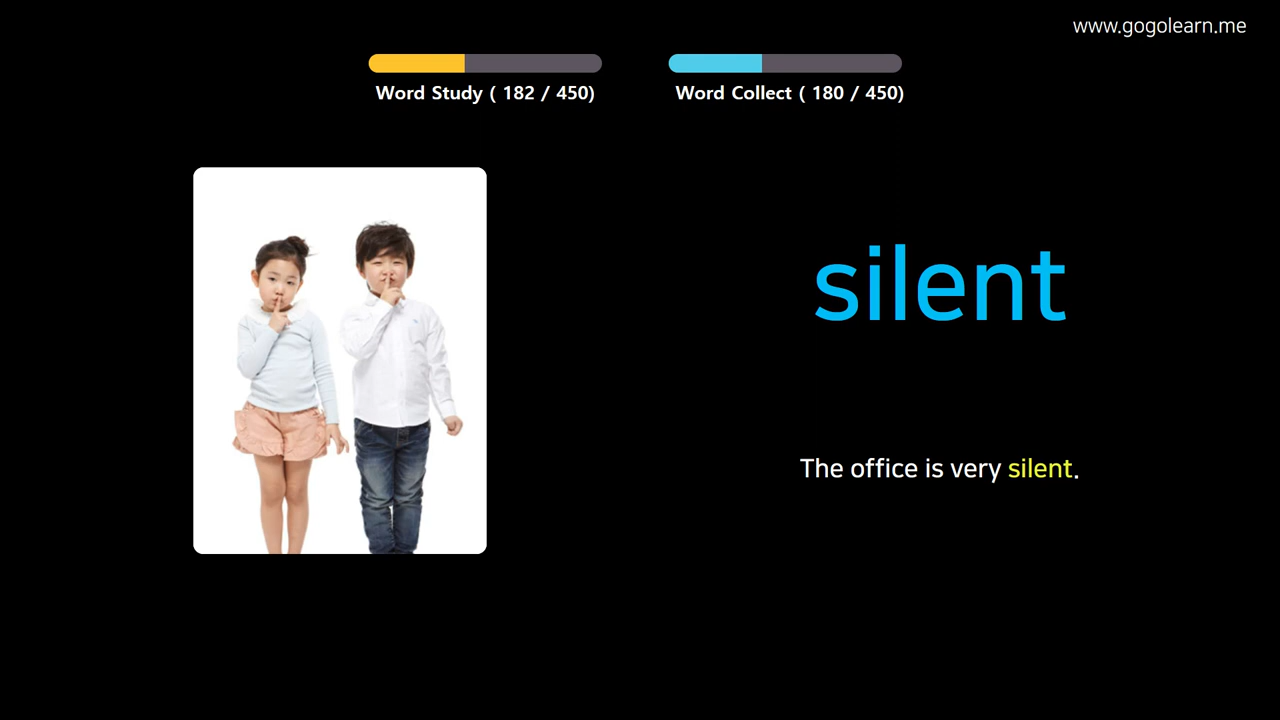 www.gogolearn.me
Word Study ( 182 / 450)
Word Collect ( 180 / 450)
silent
The office is very silent.